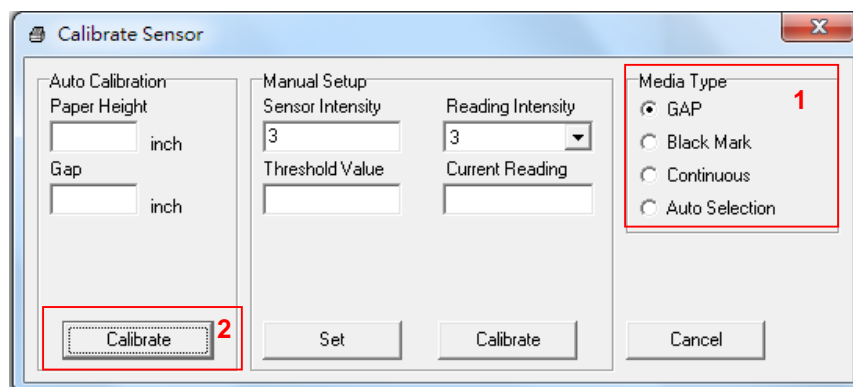 Calibrate Sensor
Auto Calibration
Paper Height
inch
Gap
inch
Calibrate
2
Manual Setup
Sensor Intensity
Reading Intensity
3
3
Threshold Value
Current Reading
Set
Calibrate
Media Type
1
GAP
Black Mark
Continuous
Auto Selection
Cancel